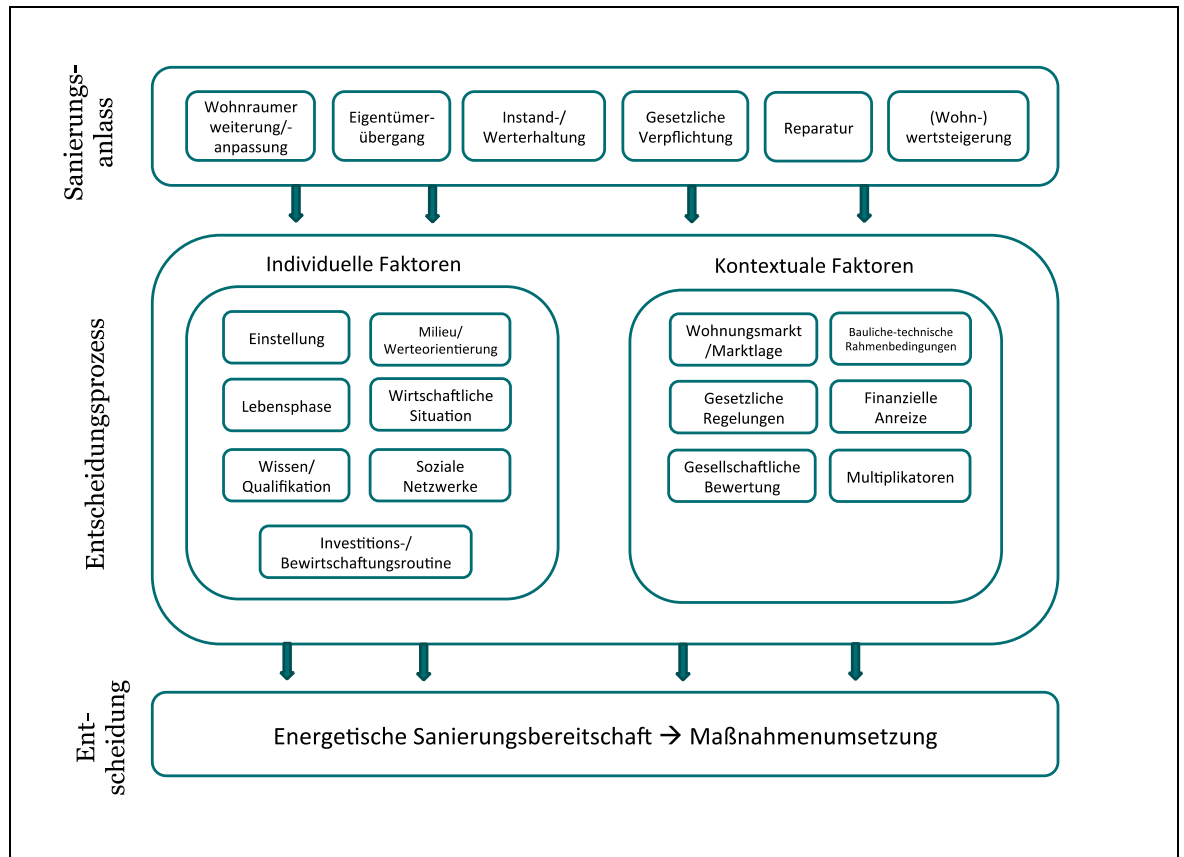 Sanierungs-
anlass
Wohnraumer
weiterung/-
anpassung
Eigentümer-
übergang
Instand-/
Werterhaltung
Gesetzliche
Verpflichtung
Reparatur
(Wohn-)
wertsteigerung
Entscheidungsprozess
Individuelle Faktoren
Einstellung
Milieu/
Werteorientierung
Lebensphase
Wirtschaftliche
Situation
Wissen/
Qualifikation
Soziale
Netzwerke
Investitions-/
Bewirtschaftungsroutine
Kontextuale Faktoren
Wohnungsmarkt
/Marktlage
Bauliche-technische
Rahmenbedingungen
Gesetzliche
Regelungen
Finanzielle
Anreize
Gesellschaftliche
Bewertung
Multiplikatoren
Ent-
scheidung
Energetische Sanierungsbereitschaft → Maßnahmenumsetzung